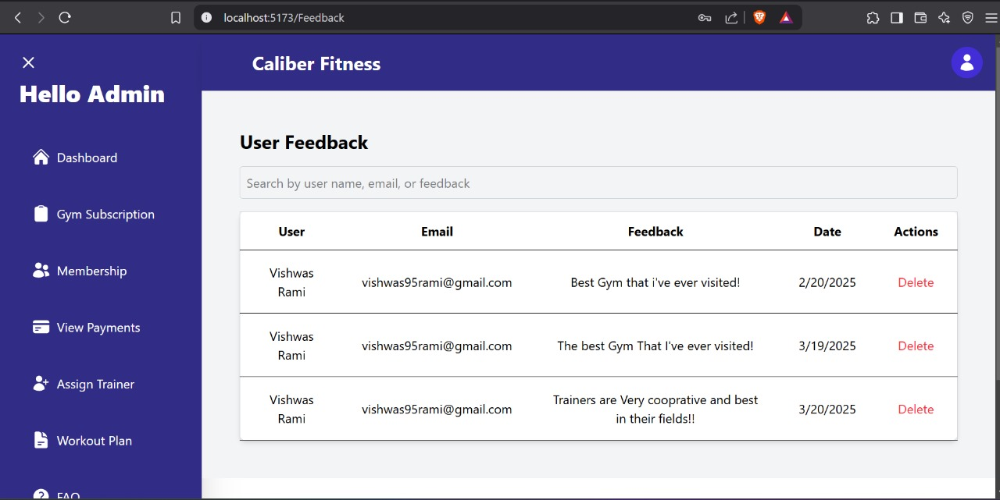 localhost:5173/Feedback
Caliber Fitness
Hello Admin
Dashboard
Gym Subscription
Membership
View Payments
Assign Trainer
Workout Plan
FAQ
User Feedback
Search by user name, email, or feedback
User Email Feedback Date Actions
Vishwas
Rami
vishwas95rami@gmail.com Best Gym that i've ever visited! 2/20/2025 Delete
Vishwas
Rami
vishwas95rami@gmail.com The best Gym That I've ever visited! 3/19/2025 Delete
Vishwas
Rami
vishwas95rami@gmail.com
Trainers are Very cooprative and best
in their fields!!
3/20/2025 Delete